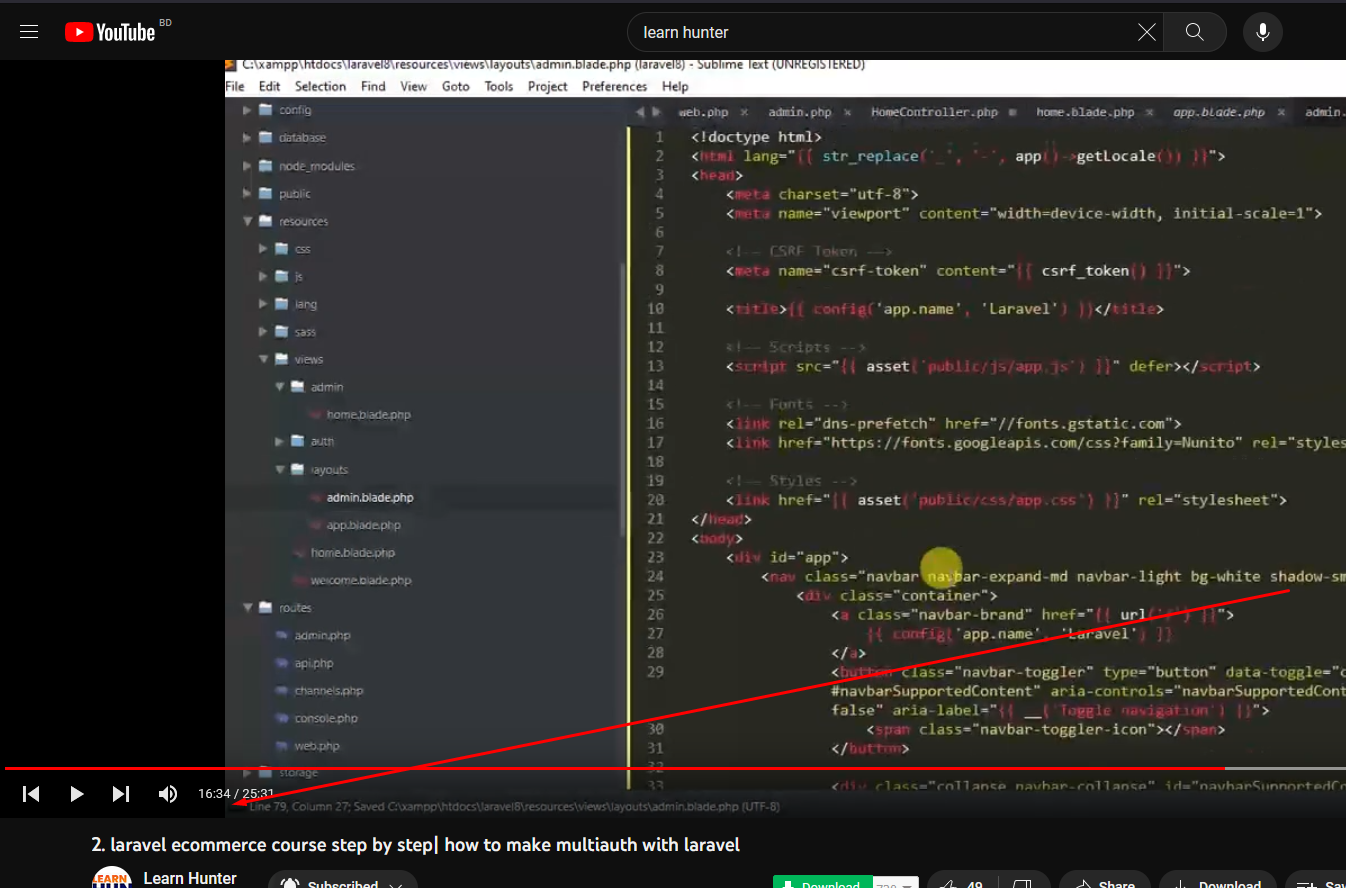 YouTube BD
learn hunter
C:\xampp\htdocs\laravel8\resources\views\layouts\admin.blade.php (laravel8) - Sublime Text (UNREGISTERED)
File Edit Selection Find View Goto Tools Project Preferences Help
config
database
node_modules
public
resources
css
js
lang
sass
views
admin
home.blade.php
auth
layouts
admin.blade.php
app.blade.php
home.blade.php
welcome.blade.php
routes
admin.php
api.php
channels.php
console.php
web.php
storage
web.php × admin.php × HomeController.php home.blade.php × app.blade.php × admin.
1 <!doctype html>
2 <html lang="{{ str_replace('_', '-', app()->getLocale()) }}">
3 <head>
4 <meta charset="utf-8">
5 <meta name="viewport" content="width=device-width, initial-scale=1">
6
7 <!-- CSRF Token -->
8 <meta name="csrf-token" content="{{ csrf_token() }}">
9
10 <title>{{ config('app.name', 'Laravel') }}</title>
11
12 <!-- Scripts -->
13 <script src="{{ asset('public/js/app.js') }}" defer></script>
14
15 <!-- Fonts -->
16 <link rel="dns-prefetch" href="//fonts.gstatic.com">
17 <link href="https://fonts.googleapis.com/css?family=Nunito" rel="styles
18
19 <!-- Styles -->
20 <link href="{{ asset('public/css/app.css') }}" rel="stylesheet">
21 </head>
22 <body>
23 <div id="app">
24 <nav class="navbar navbar-expand-md navbar-light bg-white shadow-sm
25 <div class="container">
26 <a class="navbar-brand" href="{{ url('/') }}">
27 {{ config('app.name', 'Laravel') }}
28 </a>
29 <button class="navbar-toggler" type="button" data-toggle="c
#navbarSupportedContent" aria-controls="navbarSupportedCont
false" aria-label="{{ __('Toggle navigation') }}">
30 <span class="navbar-toggler-icon"></span>
31 </button>
32
33 <div class="collapse navbar-collapse" id="navbarSupportedCo
16:34 / 25:31
Line 79, Column 27; Saved C:\xampp\htdocs\laravel8\resources\views\layouts\admin.blade.php (UTF-8)
2. laravel ecommerce course step by step| how to make multiauth with laravel
LEARN
Learn Hunter
Subscribed
Download
49
Share
Download
Sav